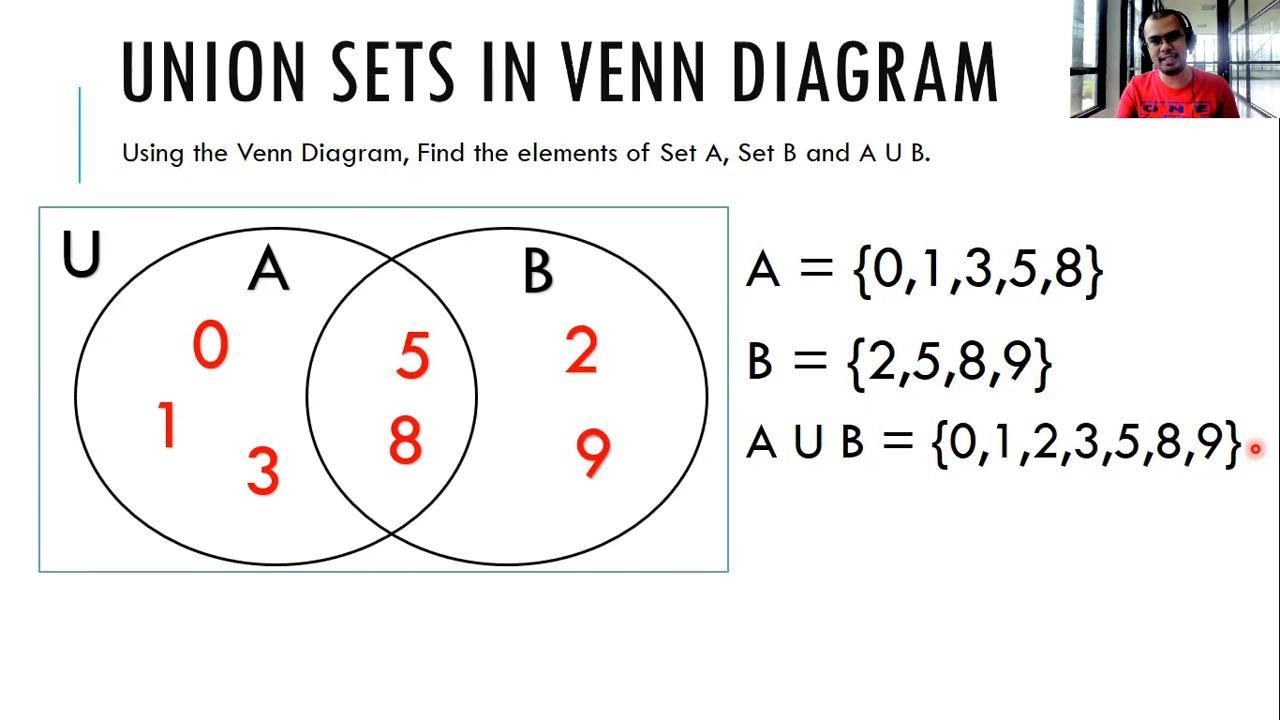 UNION SETS IN VENN DIAGRAM
Using the Venn Diagram, Find the elements of Set A, Set B and A U B.
U
A
B
0
5
2
1
8
3
9
A = {0,1,3,5,8}
B = {2,5,8,9}
A U B = {0,1,2,3,5,8,9}
ONE